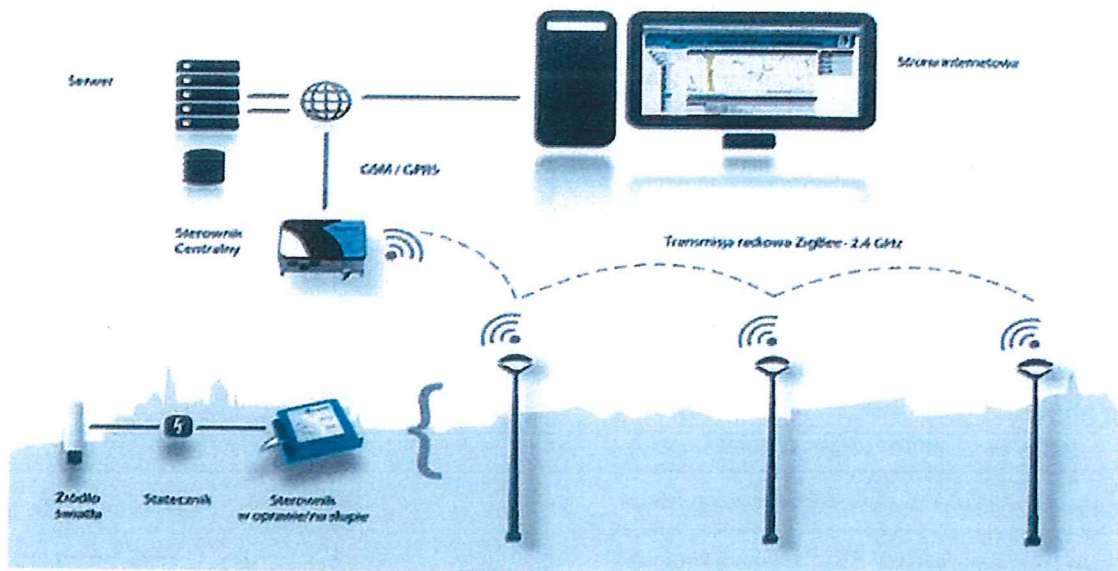 Serwer
Strona internetowa
GSM / GPRS
Sterownik
Centralny
Transmisja radiowa ZigBee - 2.4 GHz
Źródło
światła
Statecznik
Sterownik
w oprawie/na słupie